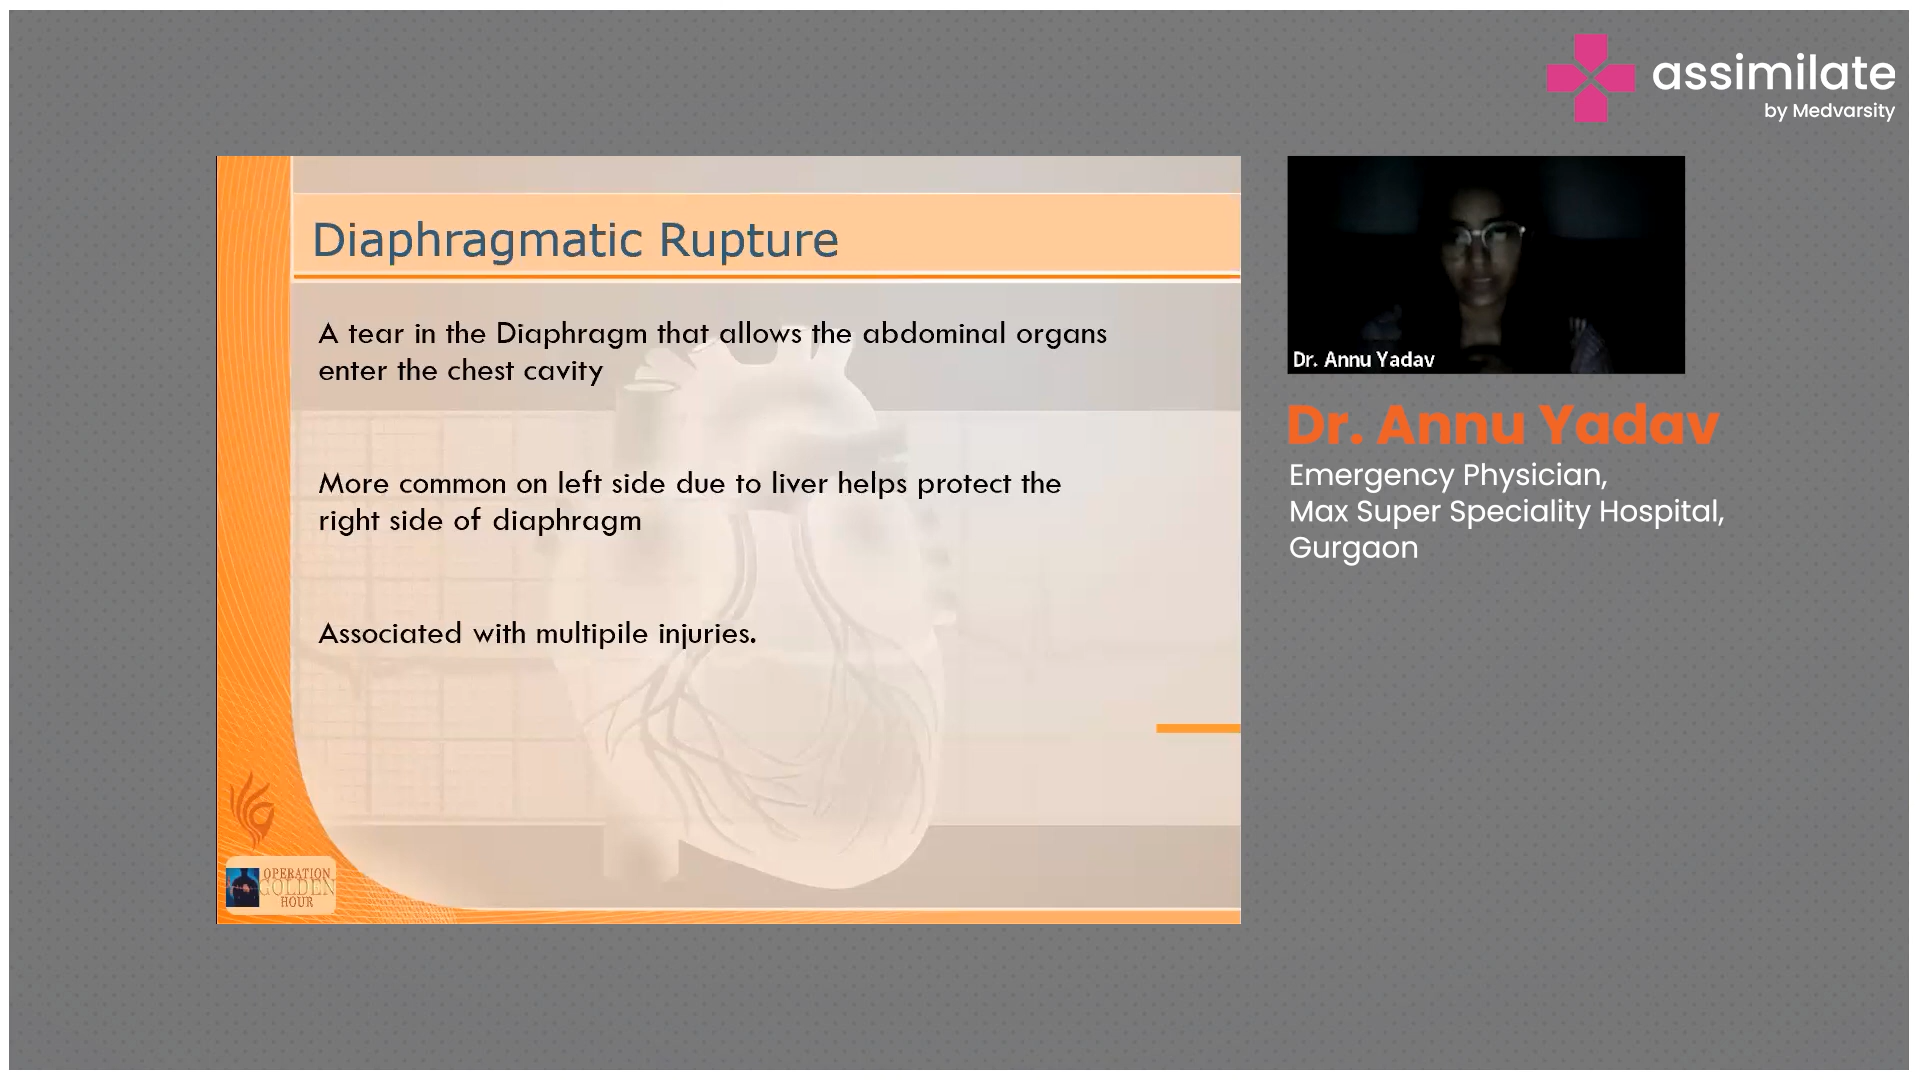 assimilate
by Medvarsity
Diaphragmatic Rupture
A tear in the Diaphragm that allows the abdominal organs
enter the chest cavity
More common on left side due to liver helps protect the
right side of diaphragm
Associated with multipile injuries.
OPERATION
GOLDEN
HOUR
Dr. Annu Yadav
Dr. Annu Yadav
Emergency Physician,
Max Super Speciality Hospital,
Gurgaon